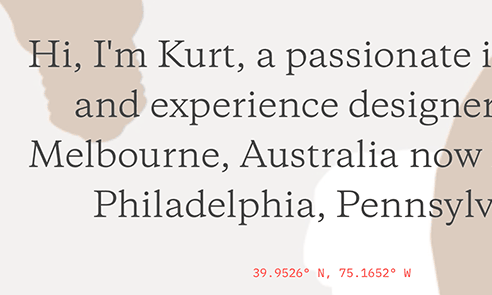 Hi, I'm Kurt, a passionate i
and experience designer
Melbourne, Australia now
Philadelphia, Pennsylv
39.9526° N, 75.1652° W